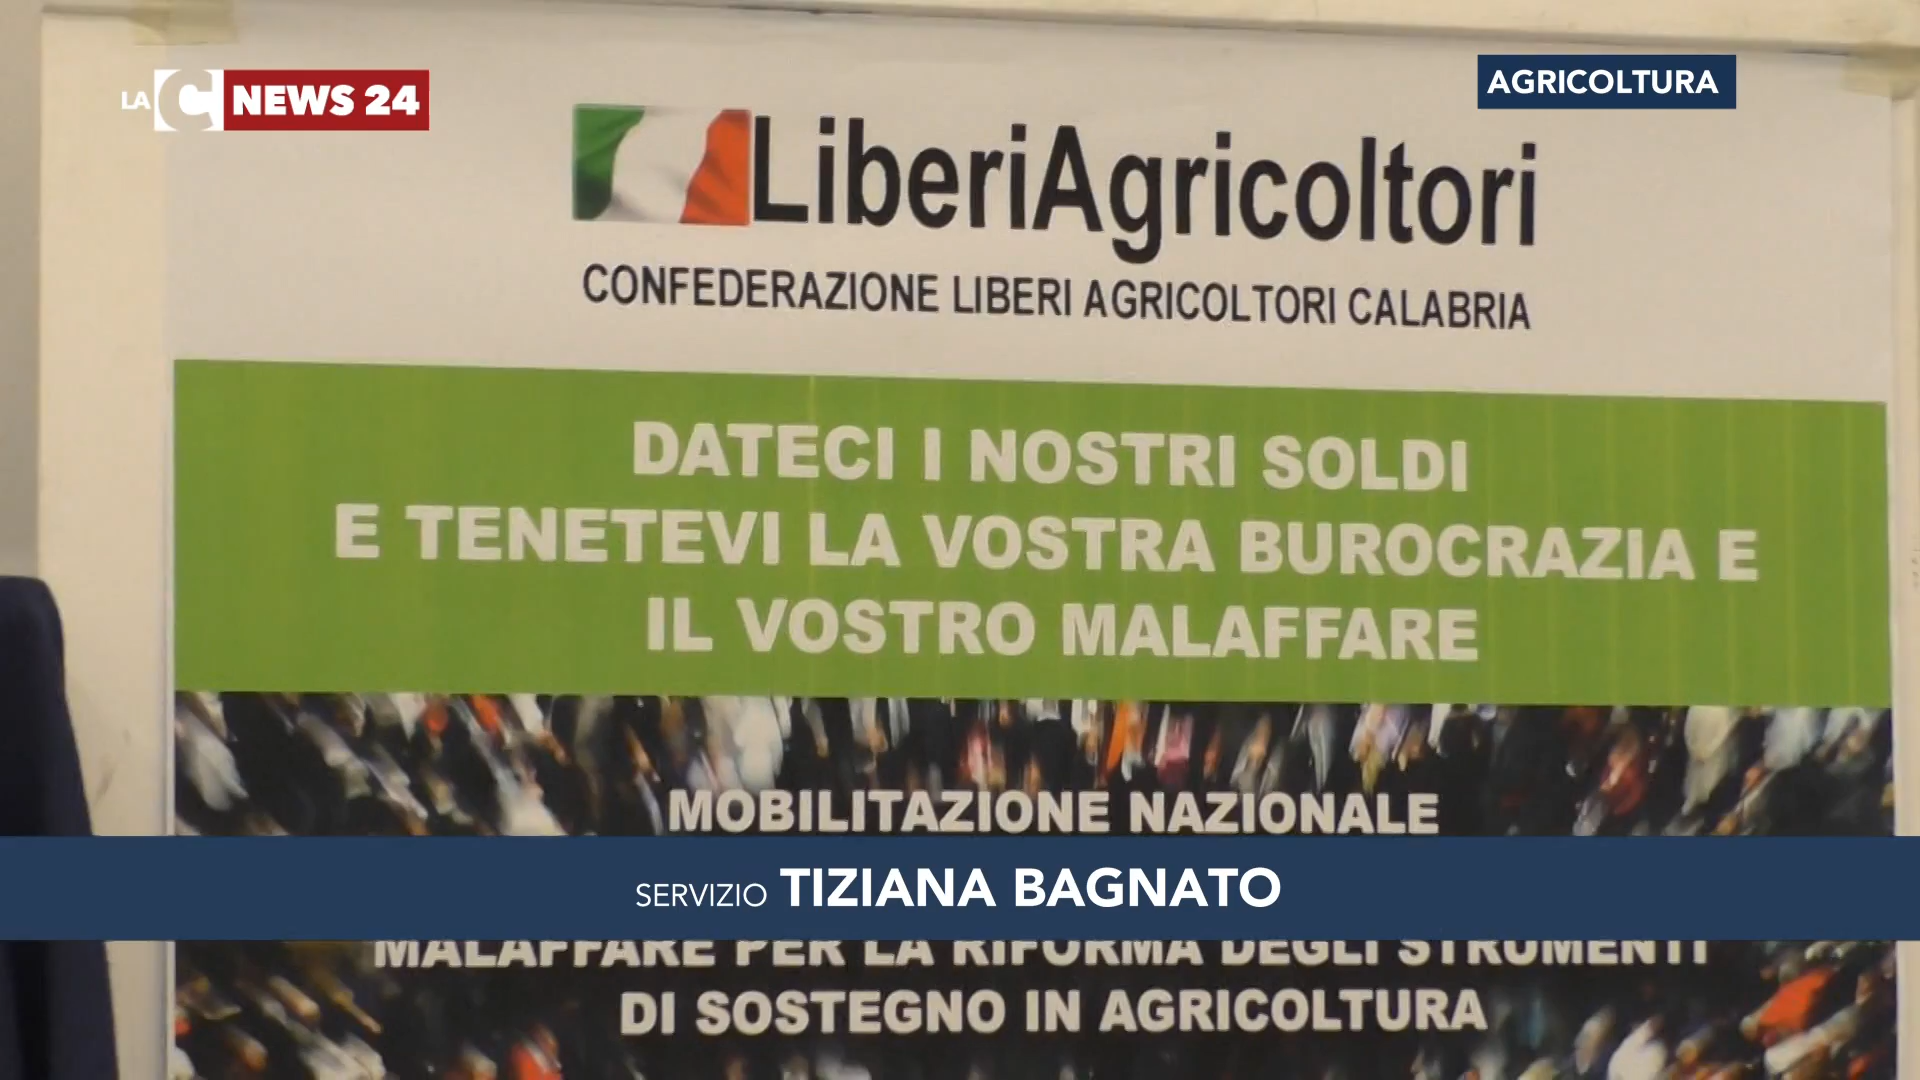 LA C NEWS 24
AGRICOLTURA
LiberiAgricoltori
CONFEDERAZIONE LIBERI AGRICOLTORI CALABRIA
DATECI I NOSTRI SOLDI
E TENETEVI LA VOSTRA BUROCRAZIA E
IL VOSTRO MALAFFARE
MOBILITAZIONE NAZIONALE
SERVIZIO TIZIANA BAGNATO
MALAFFARE PER LA RIFORMA DEGLI STRUMENTI
DI SOSTEGNO IN AGRICOLTURA